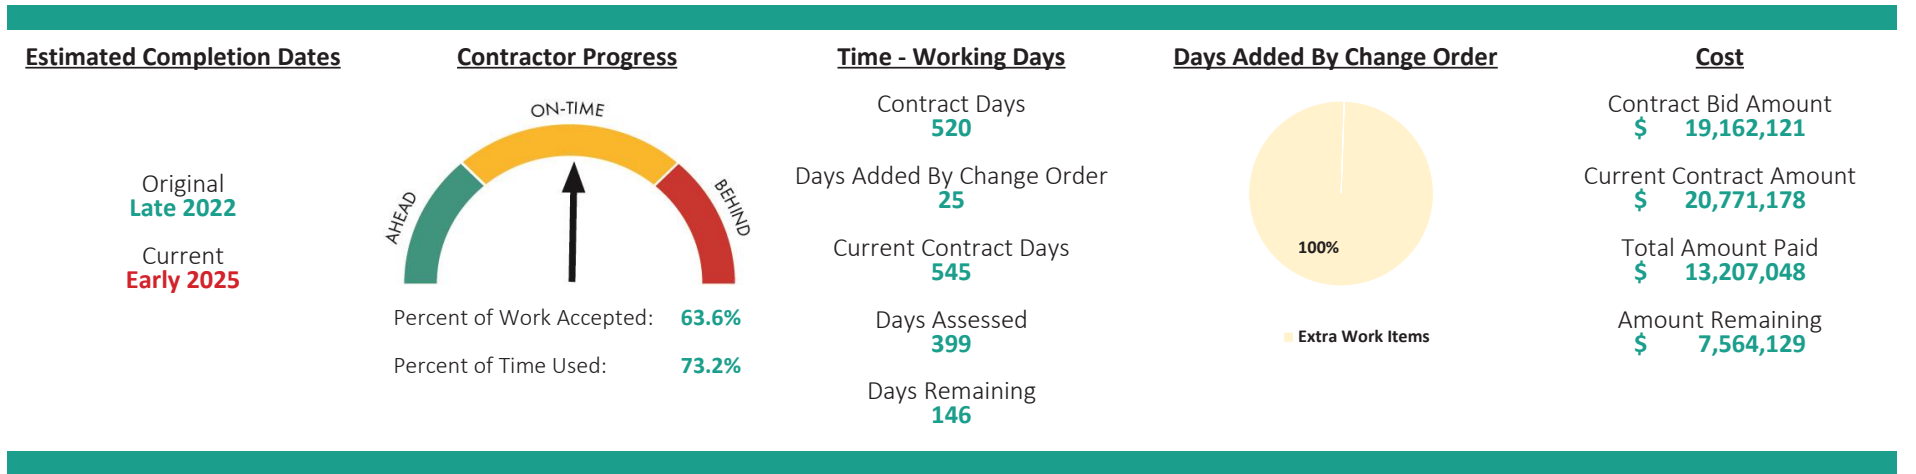 Estimated Completion Dates
Original
Late 2022
Current
Early 2025
Contractor Progress
ON-TIME
AHEAD
BEHIND
Percent of Work Accepted: 63.6%
Percent of Time Used: 73.2%
Time - Working Days
Contract Days
520
Days Added By Change Order
25
Current Contract Days
545
Days Assessed
399
Days Remaining
146
Days Added By Change Order
100%
Extra Work Items
Cost
Contract Bid Amount
$ 19,162,121
Current Contract Amount
$ 20,771,178
Total Amount Paid
$ 13,207,048
Amount Remaining
$ 7,564,129